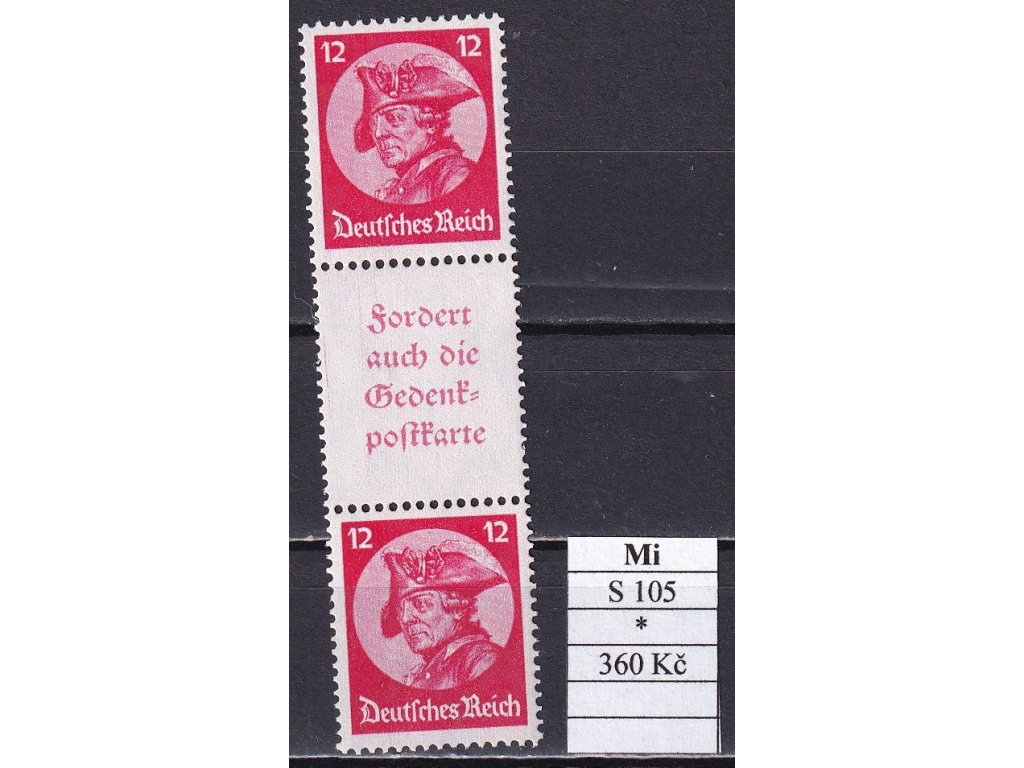 12 12
Deutſches Reich
Fordert
auch die
Gedenk=
poſtkarte
12 12
Deutſches Reich
Mi
S 105
*
360 Kč